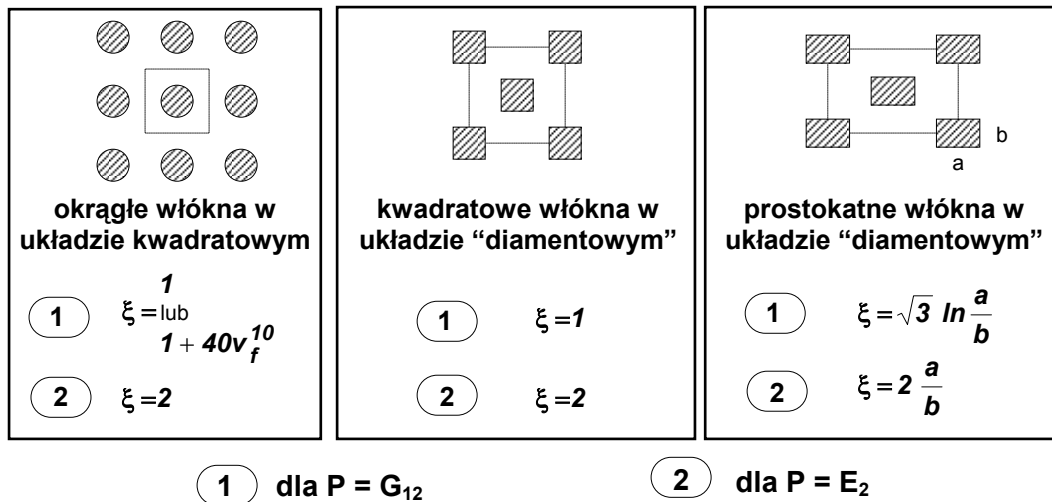 okrągłe włókna w
układzie kwadratowym
1 ξ = 1
lub
1 + 40v_f^10
2 ξ = 2
kwadratowe włókna w
układzie “diamentowym”
1 ξ = 1
2 ξ = 2
b
a
prostokatne włókna w
układzie “diamentowym”
1 ξ = √3 ln a/b
2 ξ = 2 a/b
1 dla P = G₁₂
2 dla P = E₂